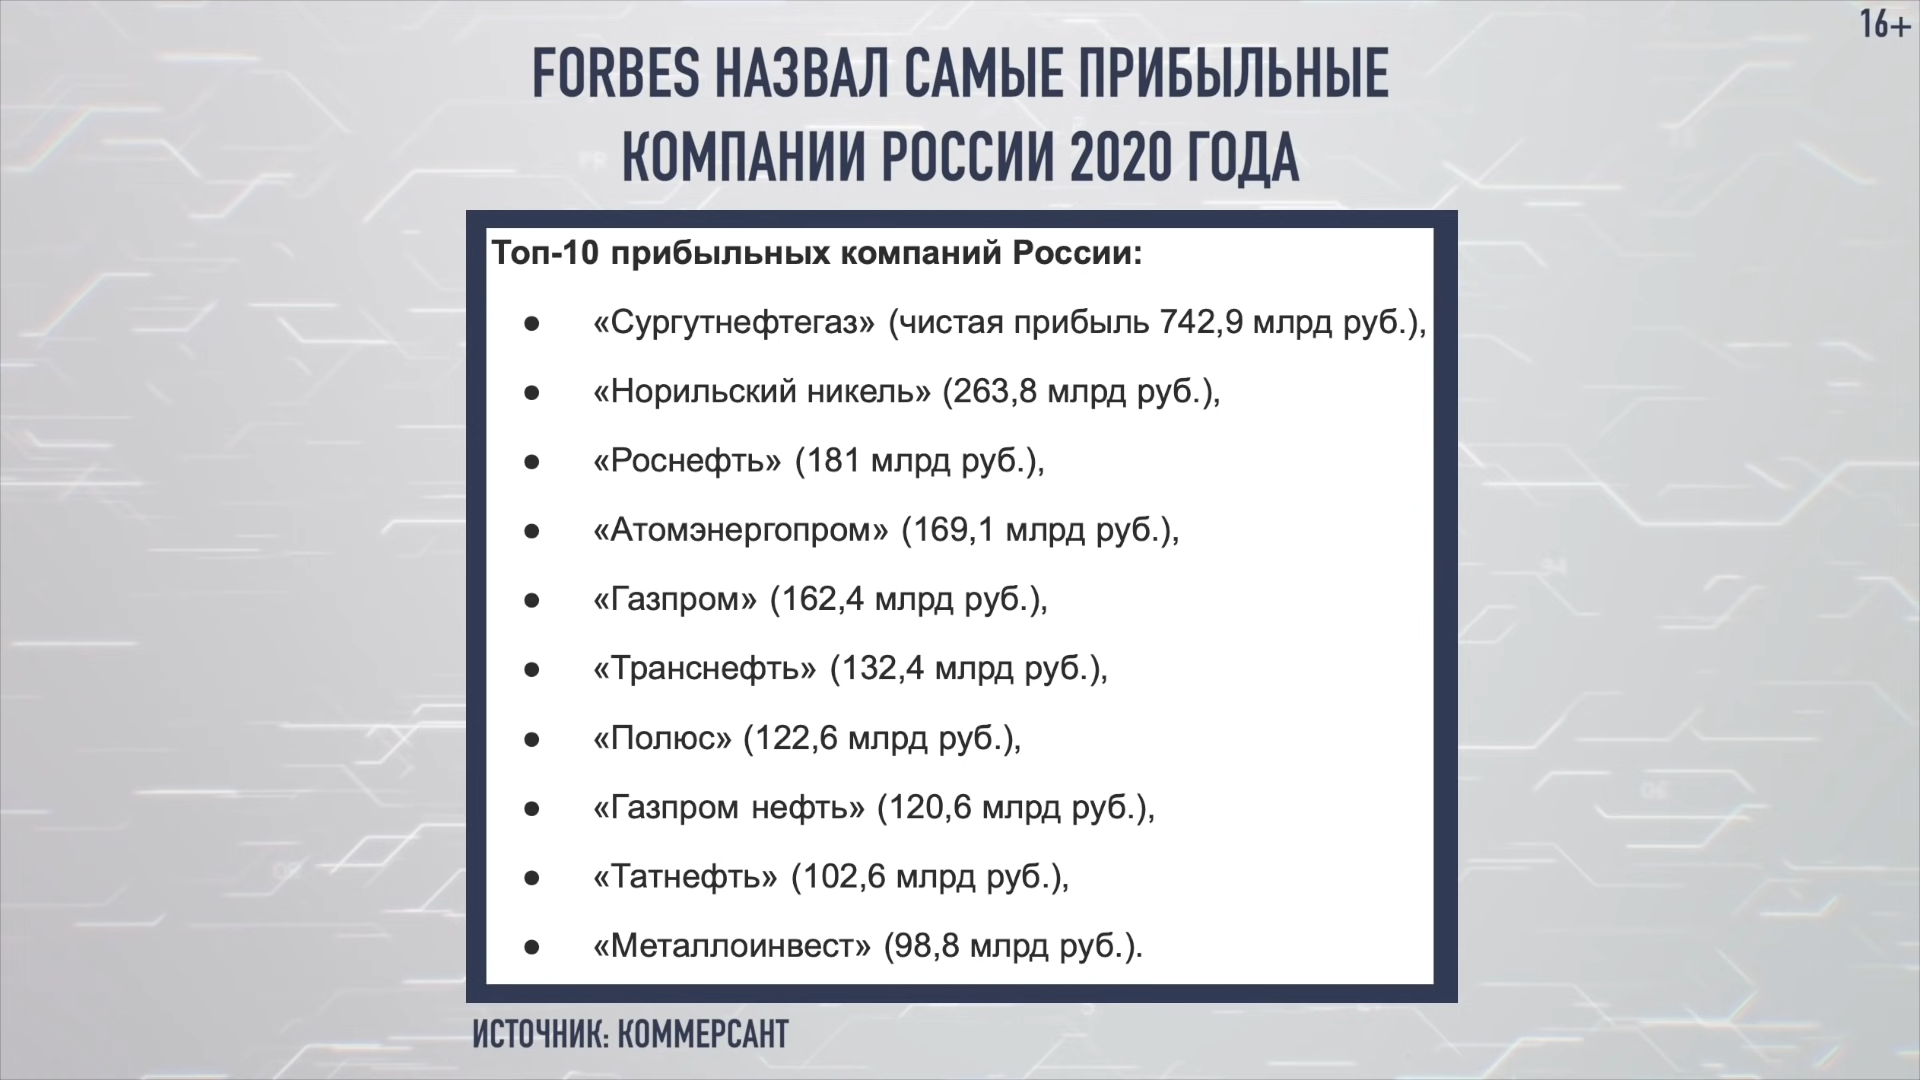 16+
FORBES НАЗВАЛ САМЫЕ ПРИБЫЛЬНЫЕ
КОМПАНИИ РОССИИ 2020 ГОДА
Топ-10 прибыльных компаний России:
● «Сургутнефтегаз» (чистая прибыль 742,9 млрд руб.),
● «Норильский никель» (263,8 млрд руб.),
● «Роснефть» (181 млрд руб.),
● «Атомэнергопром» (169,1 млрд руб.),
● «Газпром» (162,4 млрд руб.),
● «Транснефть» (132,4 млрд руб.),
● «Полюс» (122,6 млрд руб.),
● «Газпром нефть» (120,6 млрд руб.),
● «Татнефть» (102,6 млрд руб.),
● «Металлоинвест» (98,8 млрд руб.).
ИСТОЧНИК: КОММЕРСАНТ